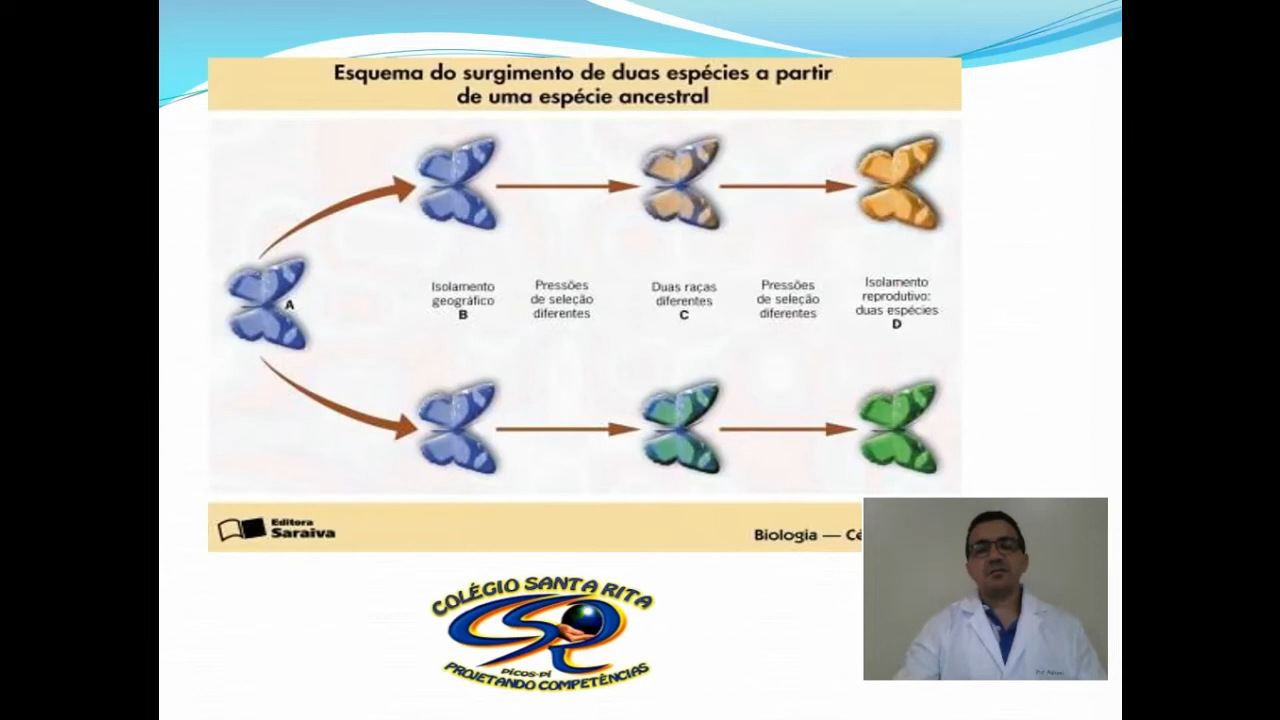 Esquema do surgimento de duas espécies a partir
de uma espécie ancestral
A
Isolamento
geográfico
B
Pressões
de seleção
diferentes
Duas raças
diferentes
C
Pressões
de seleção
diferentes
Isolamento
reprodutivo:
duas espécies
D
Editora
Saraiva
Biologia — Cé
COLÉGIO SANTA RITA
CSR
PICOS-PI
PROJETANDO COMPETÊNCIAS